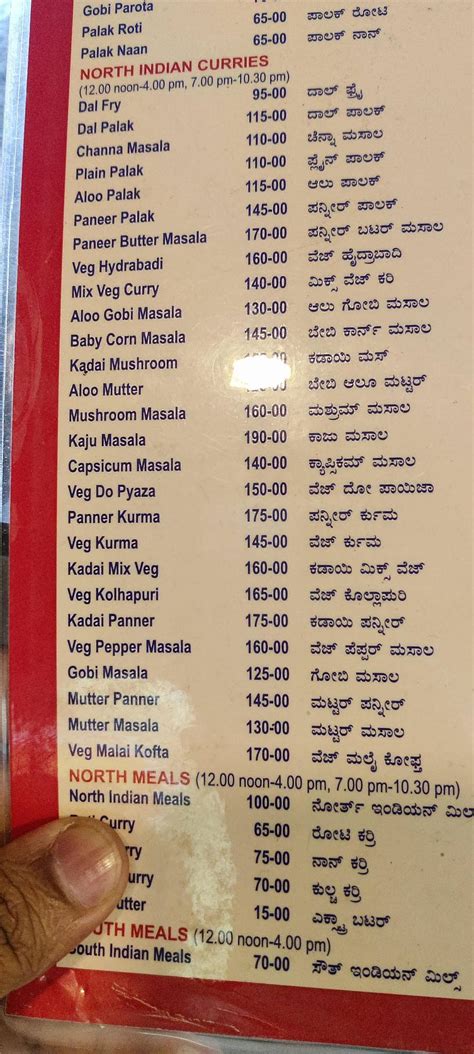 Gobi Parota
Palak Roti 65-00 ಪಾಲಕ್ ರೋಟಿ
Palak Naan 65-00 ಪಾಲಕ್ ನಾನ್
NORTH INDIAN CURRIES
(12.00 noon-4.00 pm, 7.00 pm-10.30 pm)
Dal Fry 95-00 ದಾಲ್ ಫ್ರೈ
Dal Palak 115-00 ದಾಲ್ ಪಾಲಕ್
Channa Masala 110-00 ಚೆನ್ನಾ ಮಸಾಲ
Plain Palak 110-00 ಪ್ಲೈನ್ ಪಾಲಕ್
Aloo Palak 115-00 ಆಲು ಪಾಲಕ್
Paneer Palak 145-00 ಪನ್ನೀರ್ ಪಾಲಕ್
Paneer Butter Masala 170-00 ಪನ್ನೀರ್ ಬಟರ್ ಮಸಾಲ
Veg Hydrabadi 160-00 ವೆಜ್ ಹೈದ್ರಾಬಾದಿ
Mix Veg Curry 140-00 ಮಿಕ್ಸ್ ವೆಜ್ ಕರಿ
Aloo Gobi Masala 130-00 ಆಲು ಗೋಬಿ ಮಸಾಲ
Baby Corn Masala 145-00 ಬೇಬಿ ಕಾರ್ನ್ ಮಸಾಲ
Kadai Mushroom ಕಡಾಯಿ ಮಸ್
Aloo Mutter ಬೇಬಿ ಆಲೂ ಮಟ್ಟರ್
Mushroom Masala 160-00 ಮಶ್ರುಮ್ ಮಸಾಲ
Kaju Masala 190-00 ಕಾಜು ಮಸಾಲ
Capsicum Masala 140-00 ಕ್ಯಾಪ್ಸಿಕಮ್ ಮಸಾಲ
Veg Do Pyaza 150-00 ವೆಜ್ ದೋ ಪಾಯಿಜಾ
Panner Kurma 175-00 ಪನ್ನೀರ್ ಕುರ್ಮ
Veg Kurma 145-00 ವೆಜ್ ಕುರ್ಮ
Kadai Mix Veg 160-00 ಕಡಾಯಿ ಮಿಕ್ಸ್ ವೆಜ್
Veg Kolhapuri 165-00 ವೆಜ್ ಕೊಲ್ಲಾಪುರಿ
Kadai Panner 175-00 ಕಡಾಯಿ ಪನ್ನೀರ್
Veg Pepper Masala 160-00 ವೆಜ್ ಪೆಪ್ಪರ್ ಮಸಾಲ
Gobi Masala 125-00 ಗೋಬಿ ಮಸಾಲ
Mutter Panner 145-00 ಮಟ್ಟರ್ ಪನ್ನೀರ್
Mutter Masala 130-00 ಮಟ್ಟರ್ ಮಸಾಲ
Veg Malai Kofta 170-00 ವೆಜ್ ಮಲೈ ಕೋಫ್ತ
NORTH MEALS (12.00 noon-4.00 pm, 7.00 pm-10.30 pm)
North Indian Meals 100-00 ನೋರ್ತ್ ಇಂಡಿಯನ್ ಮಿಲ್ಸ
Curry 65-00 ರೋಟಿ ಕರ್ರಿ
75-00 ನಾನ್ ಕರ್ರಿ
70-00 ಕುಲ್ಚ ಕರ್ರಿ
15-00 ಎಕ್ಸ್ಟ್ರಾ ಬಟರ್
MEALS (12.00 noon-4.00 pm)
South Indian Meals 70-00 ಸೌತ್ ಇಂಡಿಯನ್ ಮಿಲ್ಸ್